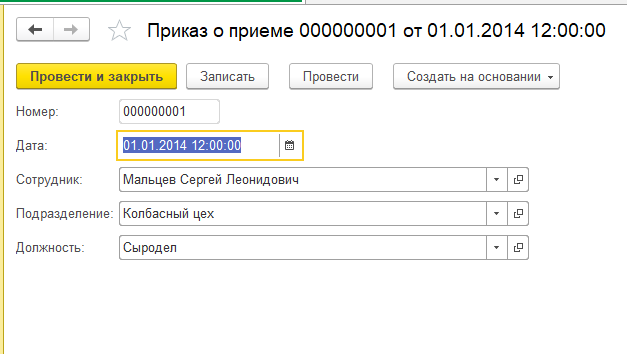 Приказ о приеме 000000001 от 01.01.2014 12:00:00
Провести и закрыть Записать Провести Создать на основании
Номер: 000000001
Дата: 01.01.2014 12:00:00
Сотрудник: Мальцев Сергей Леонидович
Подразделение: Колбасный цех
Должность: Сыродел